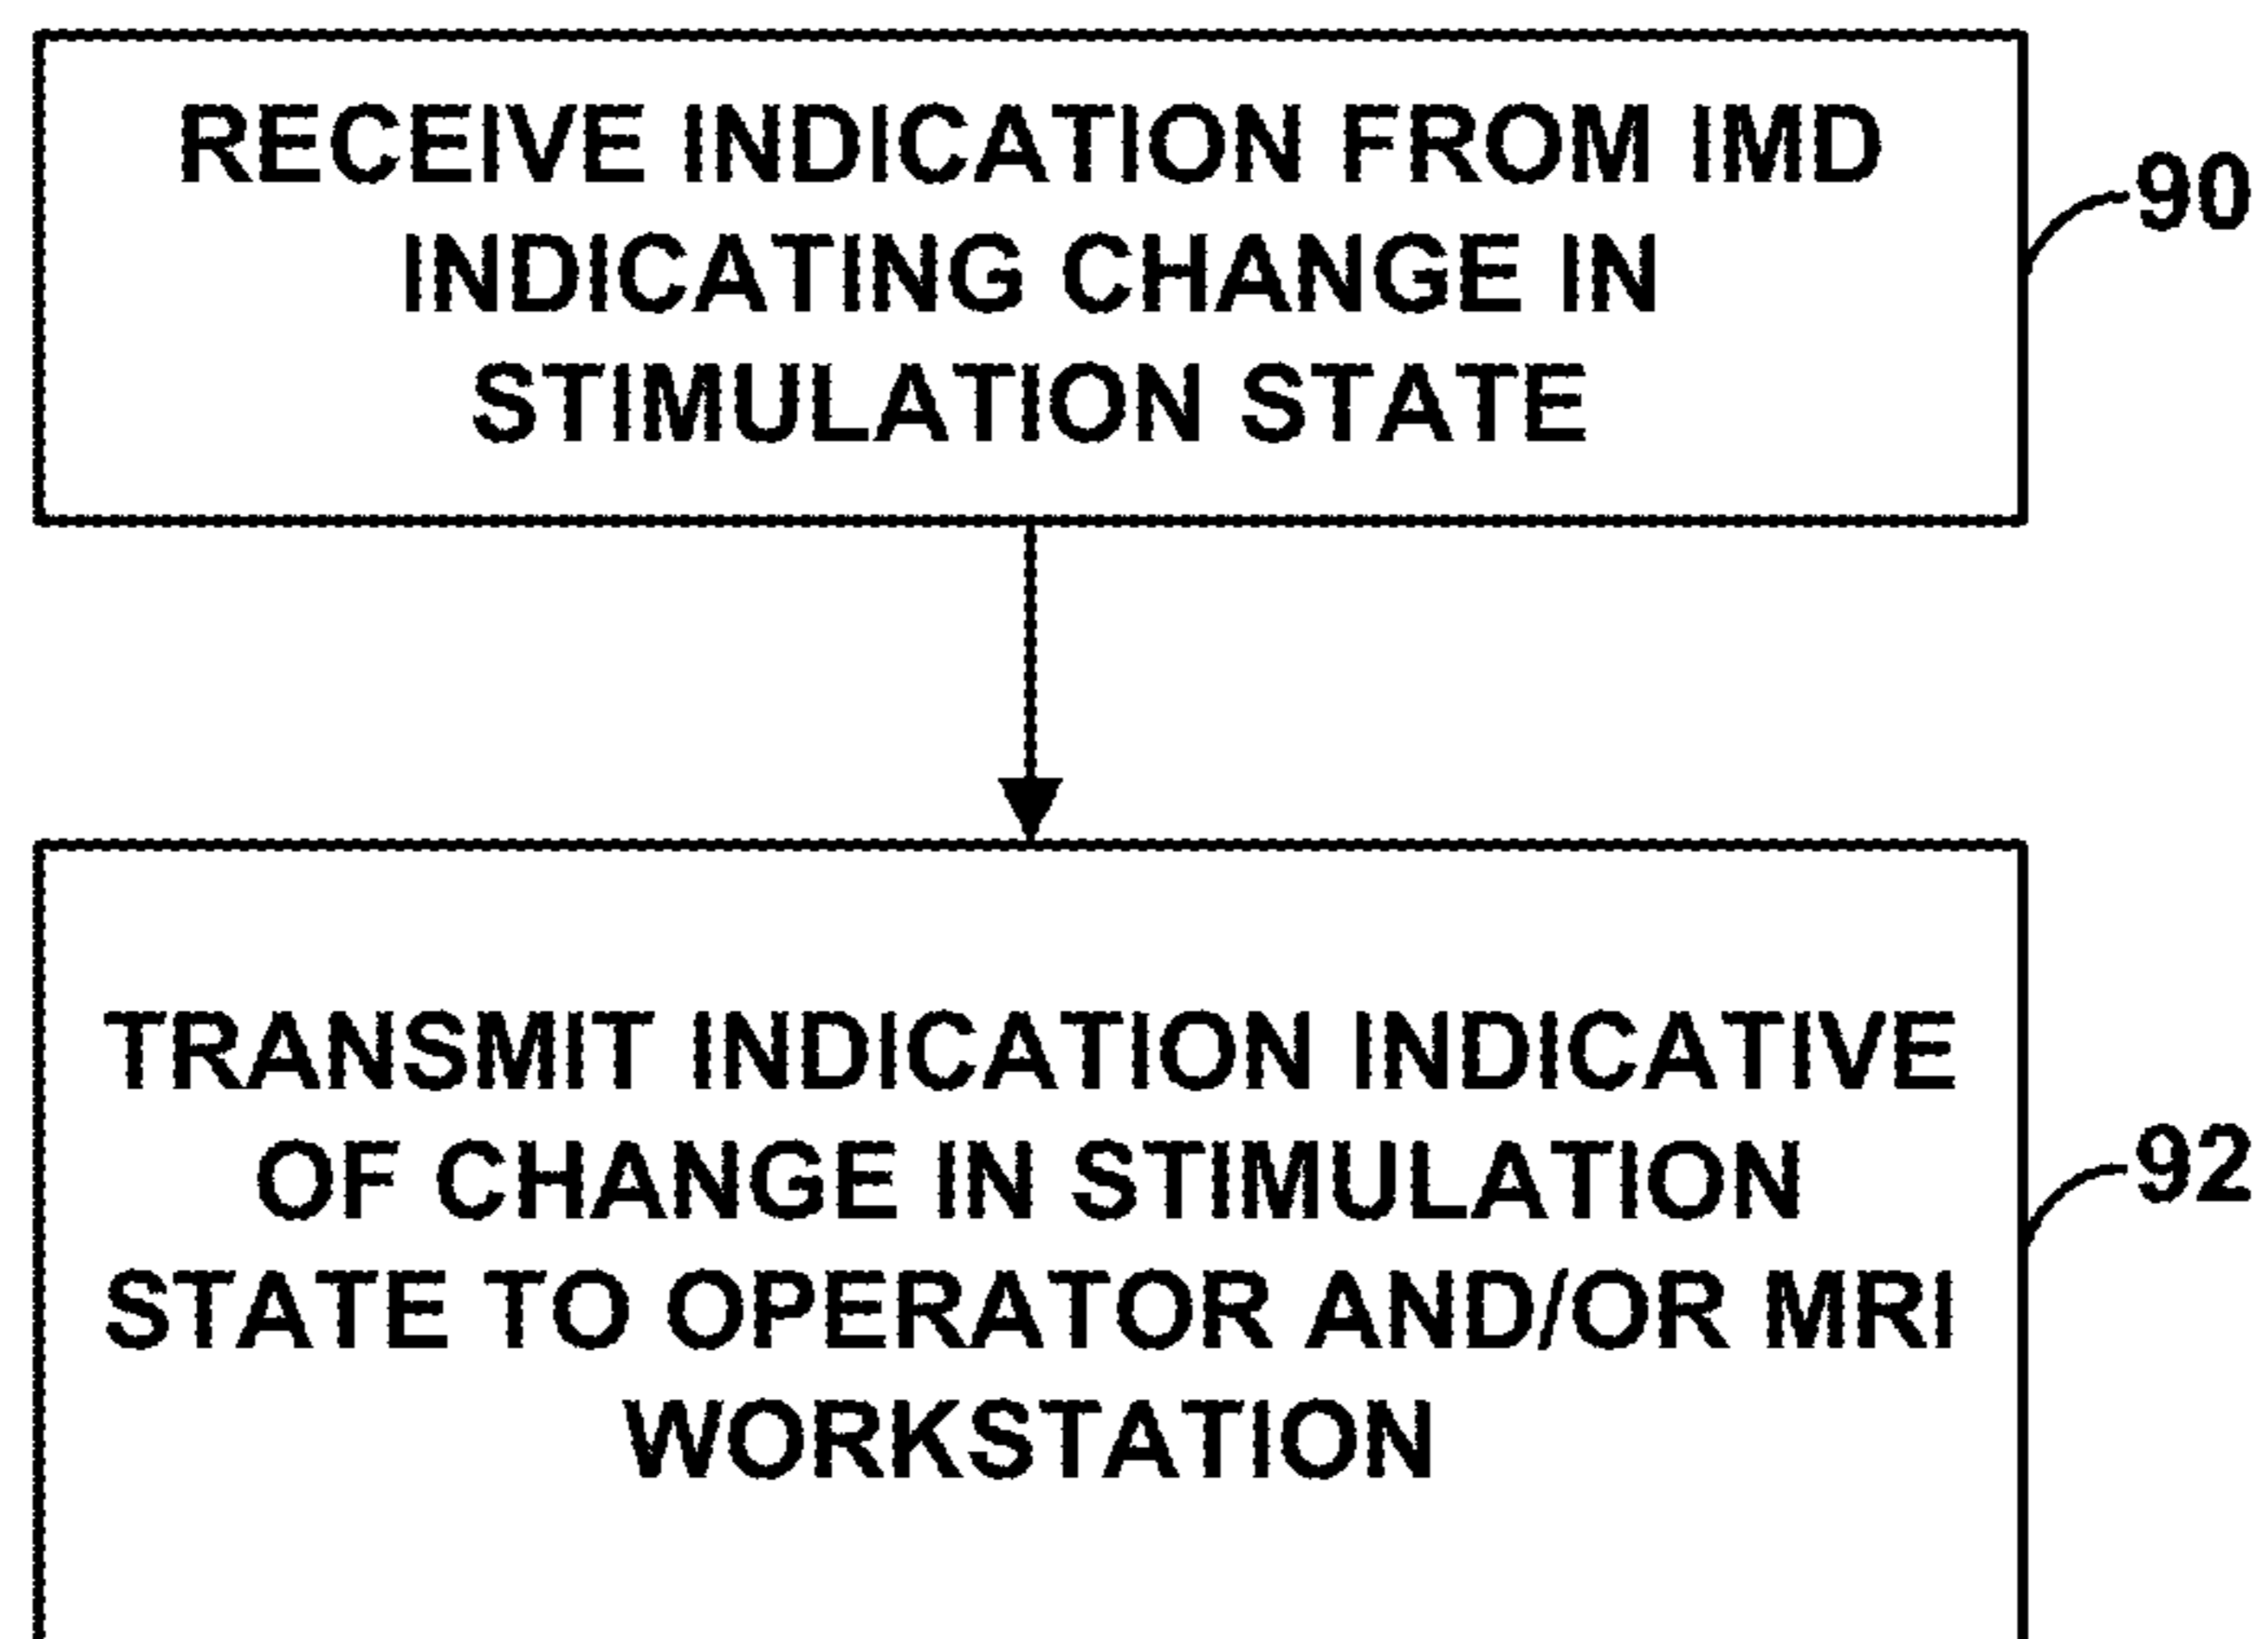 RECEIVE INDICATION FROM IMD
INDICATING CHANGE IN
STIMULATION STATE
90
TRANSMIT INDICATION INDICATIVE
OF CHANGE IN STIMULATION
STATE TO OPERATOR AND/OR MRI
WORKSTATION
92